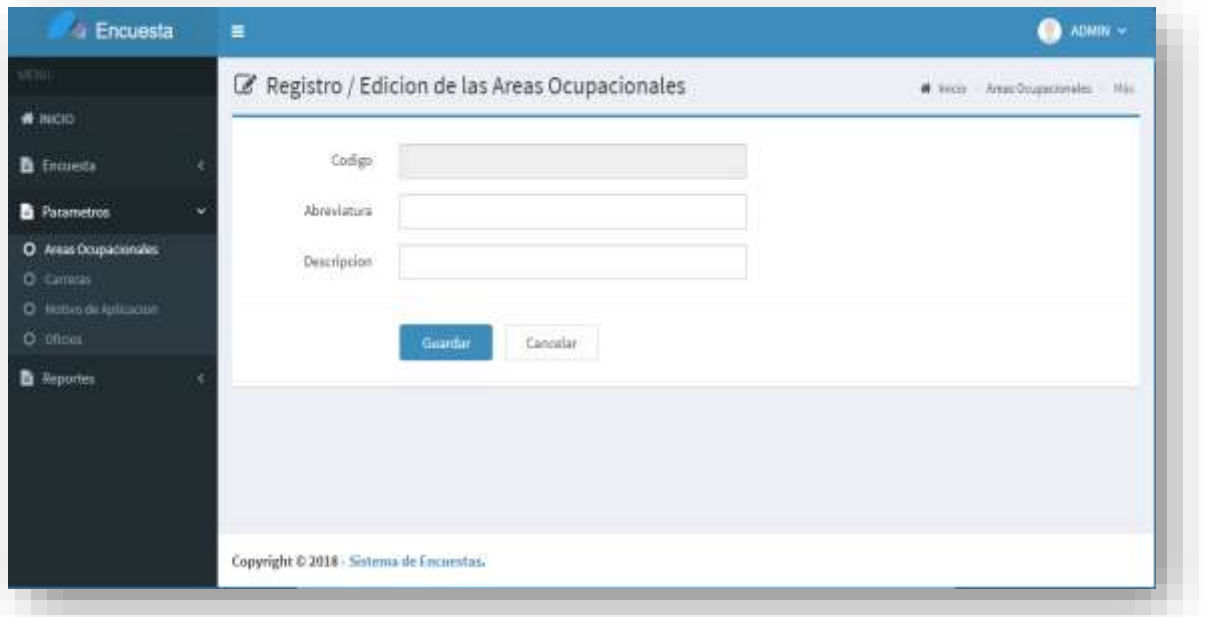 Encuesta
ADMIN
MENU
Registro / Edicion de las Areas Ocupacionales
Inicio Areas Ocupacionales Más
INICIO
Encuesta
Parametros
Areas Ocupacionales
Carreras
Motivo de Aplicacion
Oficios
Reportes
Codigo
Abreviatura
Descripcion
Guardar Cancelar
Copyright © 2018 - Sistema de Encuestas.